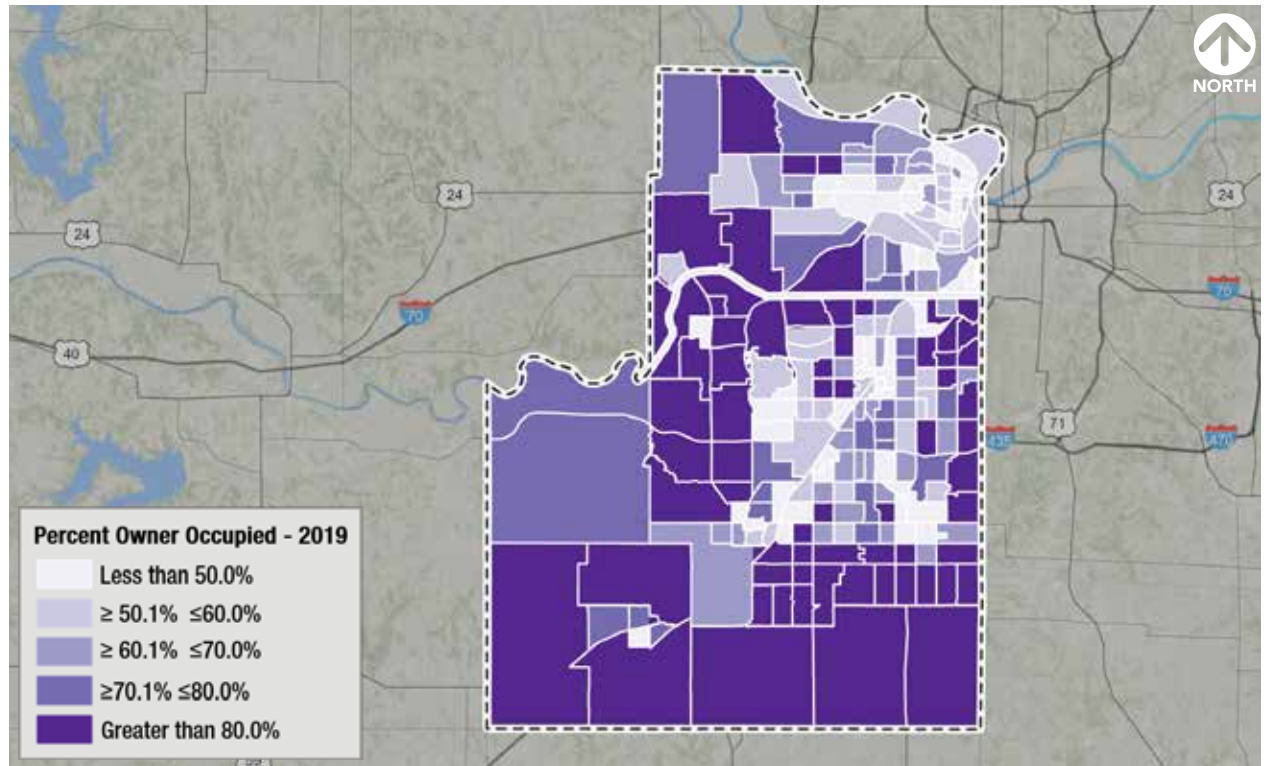 NORTH
24
24
24
70
70
40
71
435
470
Percent Owner Occupied - 2019
Less than 50.0%
≥ 50.1% ≤60.0%
≥ 60.1% ≤70.0%
≥70.1% ≤80.0%
Greater than 80.0%